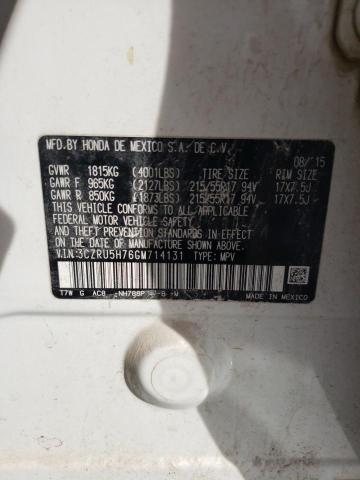 MFD.BY HONDA DE MEXICO S.A. DE C.V. 08/15
GVWR 1815KG (4001LBS) TIRE SIZE RIM SIZE
GAWR F 965KG (2127LBS) 215/55R17 94V 17X7.5J
GAWR R 850KG (1873LBS) 215/55R17 94V 17X7.5J
THIS VEHICLE CONFORMS TO ALL APPLICABLE
FEDERAL MOTOR VEHICLE SAFETY AND THEFT
PREVENTION STANDARDS IN EFFECT ON THE DATE OF
MANUFACTURE SHOWN ABOVE.
V.I.N: 3CZRU5H76GM714131 TYPE: MPV
T7W G AC8 NH788P MADE IN MEXICO